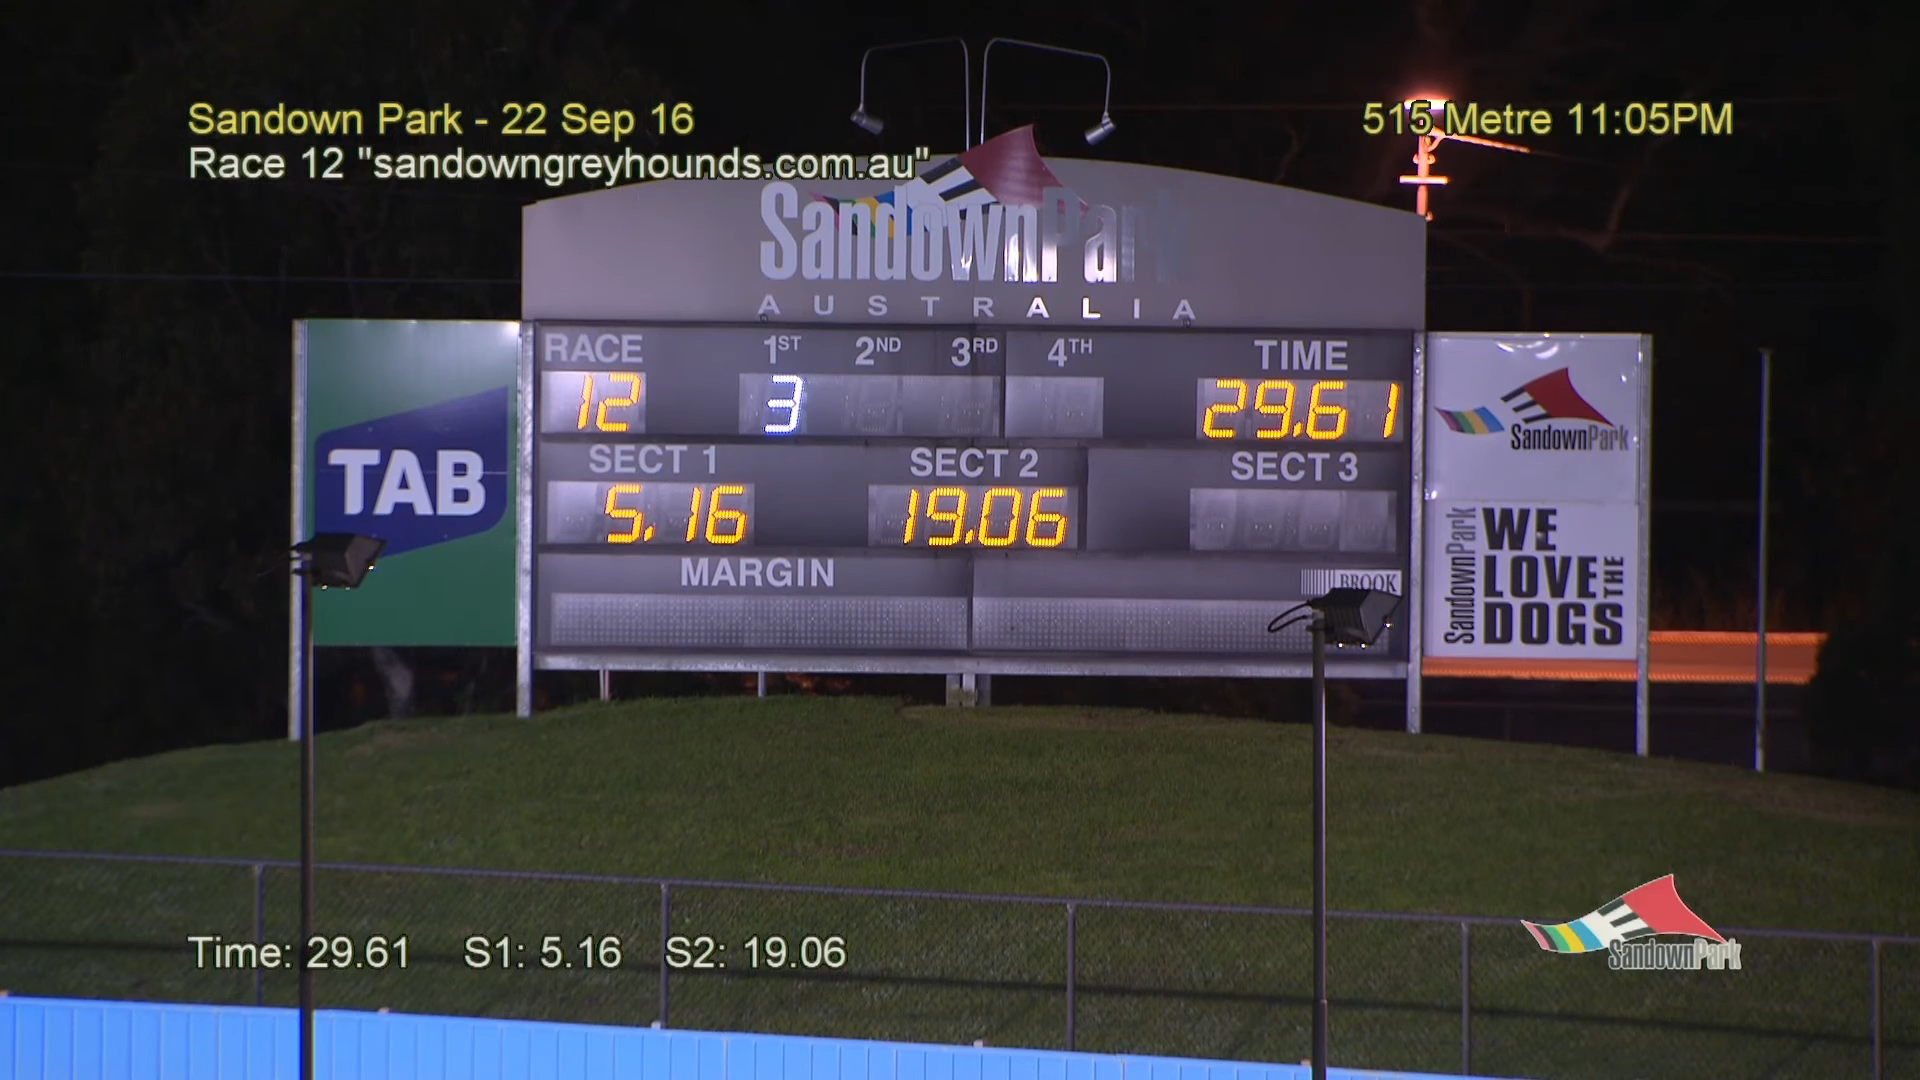 Sandown Park - 22 Sep 16
515 Metre 11:05PM
Race 12 "sandowngreyhounds.com.au"
SandownPark
AUSTRALIA
RACE 1ST 2ND 3RD 4TH TIME
12 3 29.61
SECT 1 SECT 2 SECT 3
5.16 19.06
MARGIN
BROOK
TAB
SandownPark
SandownPark
WE
LOVE THE
DOGS
Time: 29.61 S1: 5.16 S2: 19.06
SandownPark